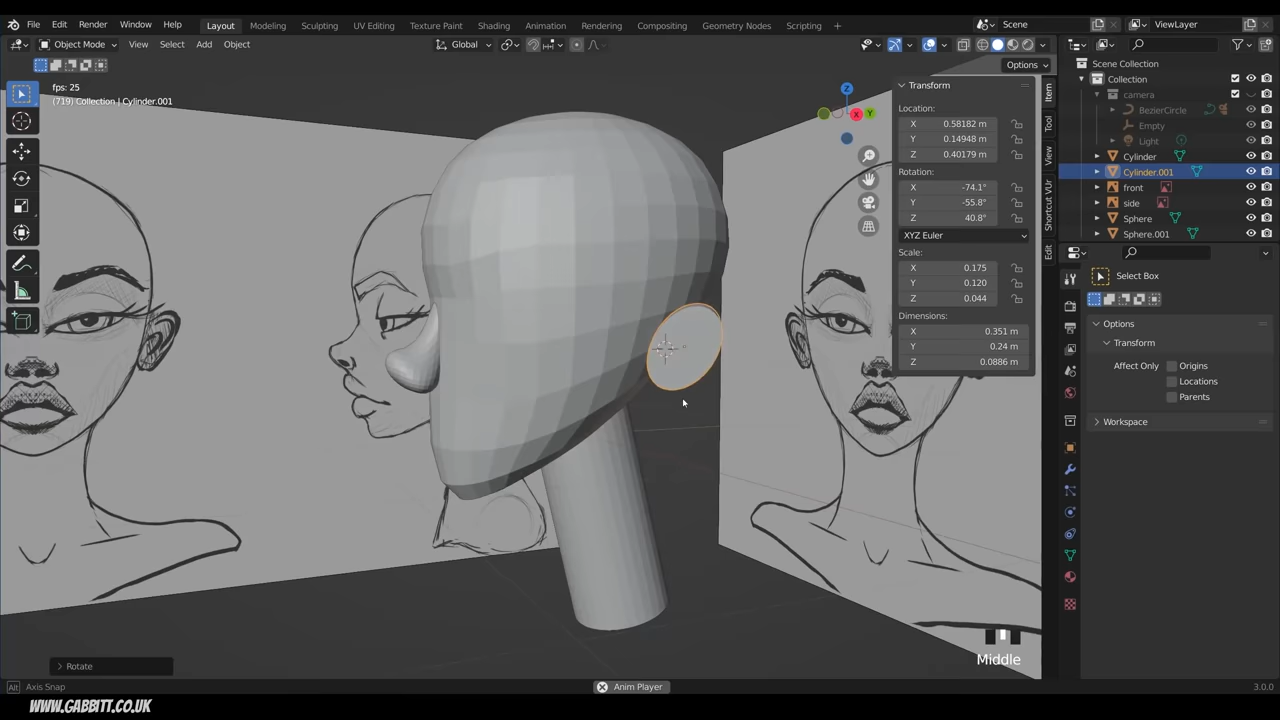 File Edit Render Window Help Layout Modeling Sculpting UV Editing Texture Paint Shading Animation Rendering Compositing Geometry Nodes Scripting + Scene ViewLayer
Object Mode View Select Add Object Global
Options
fps: 25
(719) Collection | Cylinder.001
Z
X
Y
Transform
Location:
X 0.58182 m
Y 0.14948 m
Z 0.40179 m
Rotation:
X -74.1°
Y -55.8°
Z 40.8°
XYZ Euler
Scale:
X 0.175
Y 0.120
Z 0.044
Dimensions:
X 0.351 m
Y 0.24 m
Z 0.0886 m
Item
Tool
View
Shortcut VUr
Edit
Scene Collection
Collection
camera
BezierCircle
Empty
Light
Cylinder
Cylinder.001
front
side
Sphere
Sphere.001
Select Box
Options
Transform
Affect Only Origins
Locations
Parents
Workspace
Rotate
Middle
Alt Axis Snap
Anim Player
3.0.0
WWW.GABBITT.CO.UK